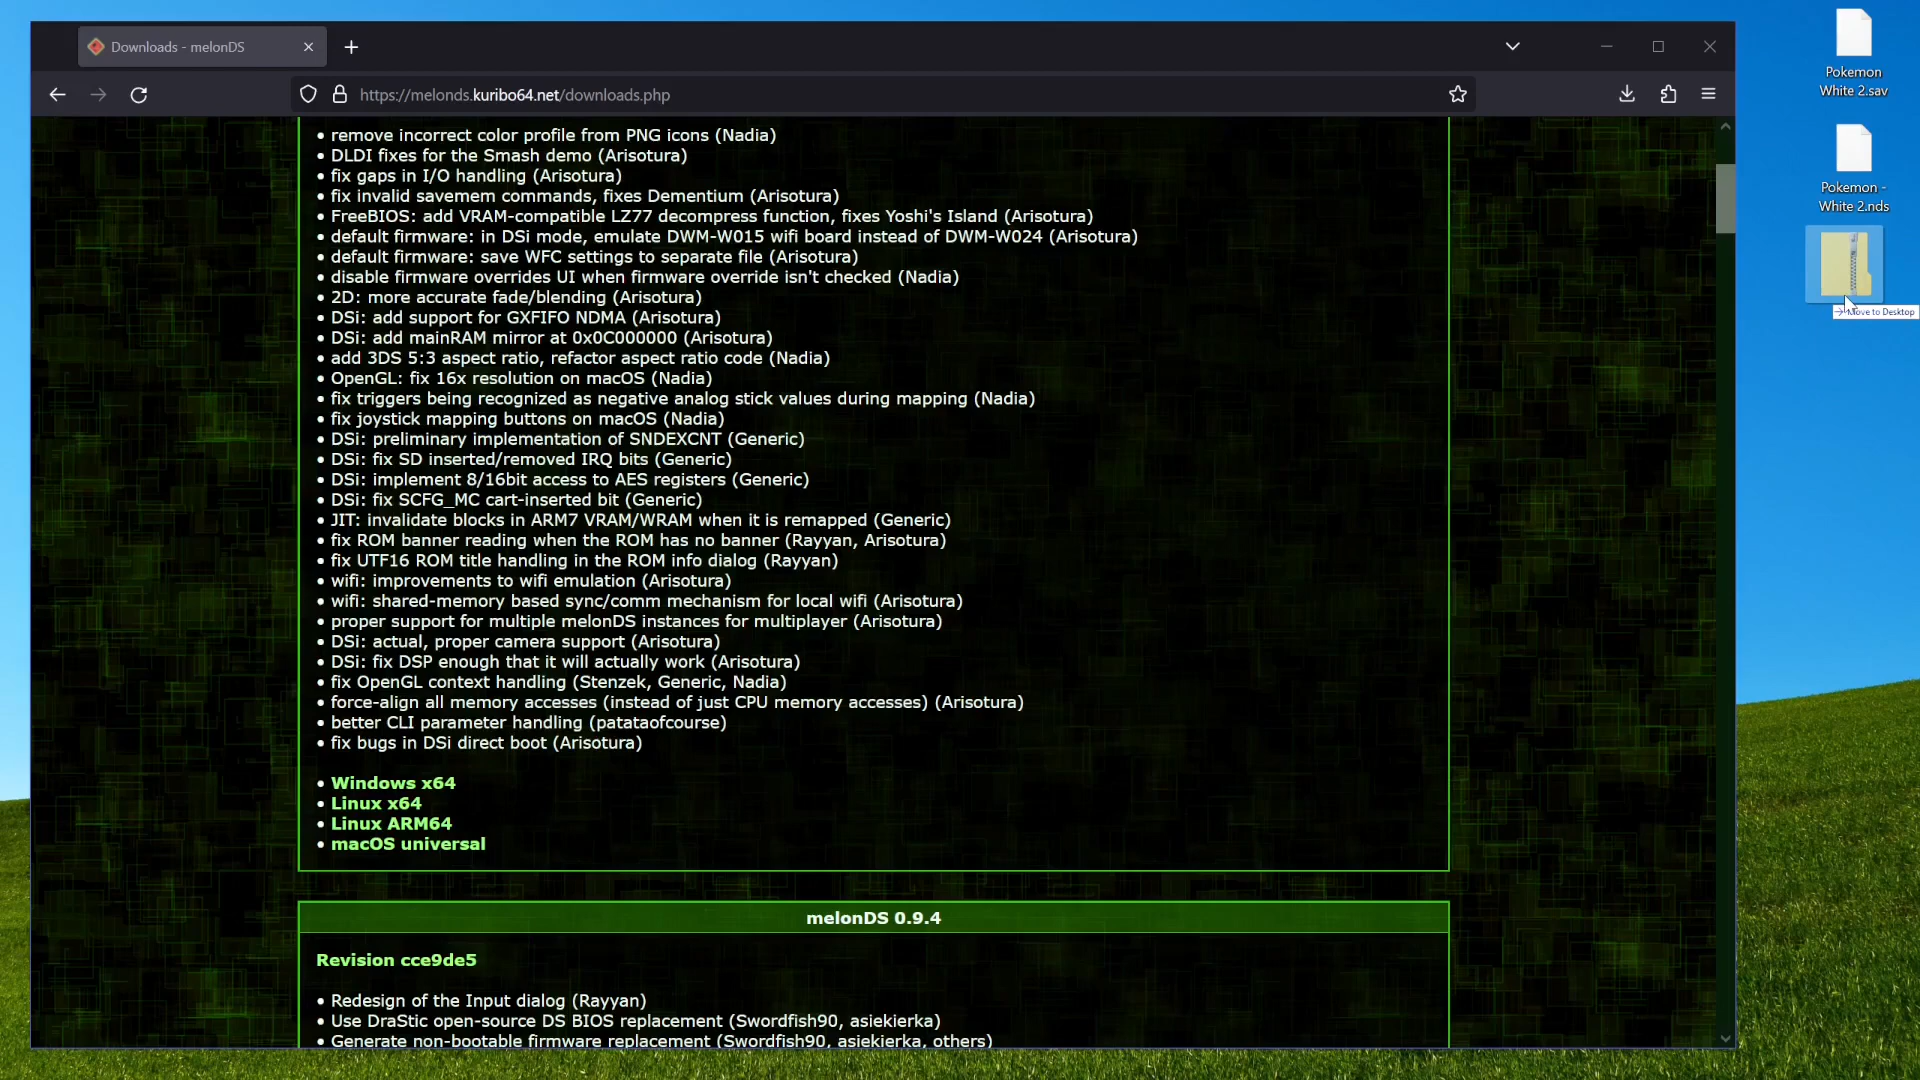 Downloads - melonDS
https://melonds.kuribo64.net/downloads.php
• remove incorrect color profile from PNG icons (Nadia)
• DLDI fixes for the Smash demo (Arisotura)
• fix gaps in I/O handling (Arisotura)
• fix invalid savemem commands, fixes Dementium (Arisotura)
• FreeBIOS: add VRAM-compatible LZ77 decompress function, fixes Yoshi's Island (Arisotura)
• default firmware: in DSi mode, emulate DWM-W015 wifi board instead of DWM-W024 (Arisotura)
• default firmware: save WFC settings to separate file (Arisotura)
• disable firmware overrides UI when firmware override isn't checked (Nadia)
• 2D: more accurate fade/blending (Arisotura)
• DSi: add support for GXFIFO NDMA (Arisotura)
• DSi: add mainRAM mirror at 0x0C000000 (Arisotura)
• add 3DS 5:3 aspect ratio, refactor aspect ratio code (Nadia)
• OpenGL: fix 16x resolution on macOS (Nadia)
• fix triggers being recognized as negative analog stick values during mapping (Nadia)
• fix joystick mapping buttons on macOS (Nadia)
• DSi: preliminary implementation of SNDEXCNT (Generic)
• DSi: fix SD inserted/removed IRQ bits (Generic)
• DSi: implement 8/16bit access to AES registers (Generic)
• DSi: fix SCFG_MC cart-inserted bit (Generic)
• JIT: invalidate blocks in ARM7 VRAM/WRAM when it is remapped (Generic)
• fix ROM banner reading when the ROM has no banner (Rayyan, Arisotura)
• fix UTF16 ROM title handling in the ROM info dialog (Rayyan)
• wifi: improvements to wifi emulation (Arisotura)
• wifi: shared-memory based sync/comm mechanism for local wifi (Arisotura)
• proper support for multiple melonDS instances for multiplayer (Arisotura)
• DSi: actual, proper camera support (Arisotura)
• DSi: fix DSP enough that it will actually work (Arisotura)
• fix OpenGL context handling (Stenzek, Generic, Nadia)
• force-align all memory accesses (instead of just CPU memory accesses) (Arisotura)
• better CLI parameter handling (patataofcourse)
• fix bugs in DSi direct boot (Arisotura)
• Windows x64
• Linux x64
• Linux ARM64
• macOS universal
melonDS 0.9.4
Revision cce9de5
• Redesign of the Input dialog (Rayyan)
• Use DraStic open-source DS BIOS replacement (Swordfish90, asiekierka)
• Generate non-bootable firmware replacement (Swordfish90, asiekierka, others)
Pokemon
White 2.sav
Pokemon -
White 2.nds
Move to Desktop